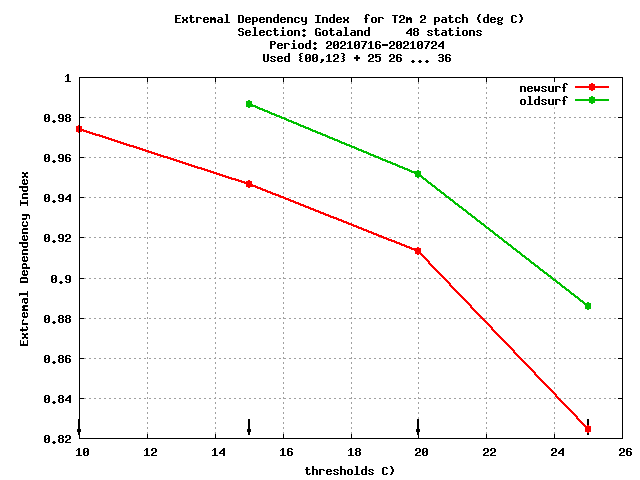 Extremal Dependency Index  for T2m 2 patch (deg C)
Selection: Gotaland     48 stations
Period: 20210716-20210724
Used {00,12} + 25 26 ... 36
newsurf
oldsurf
Extremal Dependency Index
1
0.98
0.96
0.94
0.92
0.9
0.88
0.86
0.84
0.82
10 12 14 16 18 20 22 24 26
thresholds C)